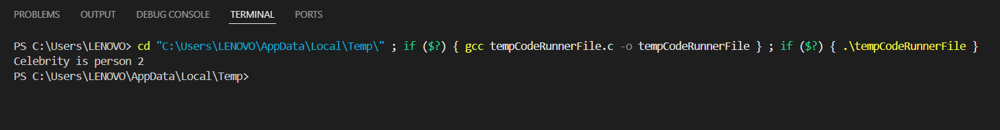 PROBLEMS OUTPUT DEBUG CONSOLE TERMINAL PORTS
PS C:\Users\LENOVO> cd "C:\Users\LENOVO\AppData\Local\Temp\" ; if ($?) { gcc tempCodeRunnerFile.c -o tempCodeRunnerFile } ; if ($?) { .\tempCodeRunnerFile }
Celebrity is person 2
PS C:\Users\LENOVO\AppData\Local\Temp>